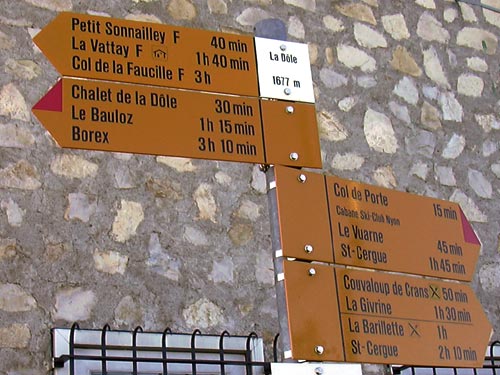 Petit Sonnailley F 40 min
La Vattay F 1h 40 min
Col de la Faucille F 3 h
La Dôle
1677 m
Chalet de la Dôle 30 min
Le Bauloz 1h 15 min
Borex 3 h 10 min
Col de Porte 15 min
Cabane Ski-Club Nyon
Le Vuarne 45 min
St-Cergue 1h 45 min
Couvaloup de Crans 50 min
La Givrine 1h 30 min
La Barillette 1h
St-Cergue 2h 10 min